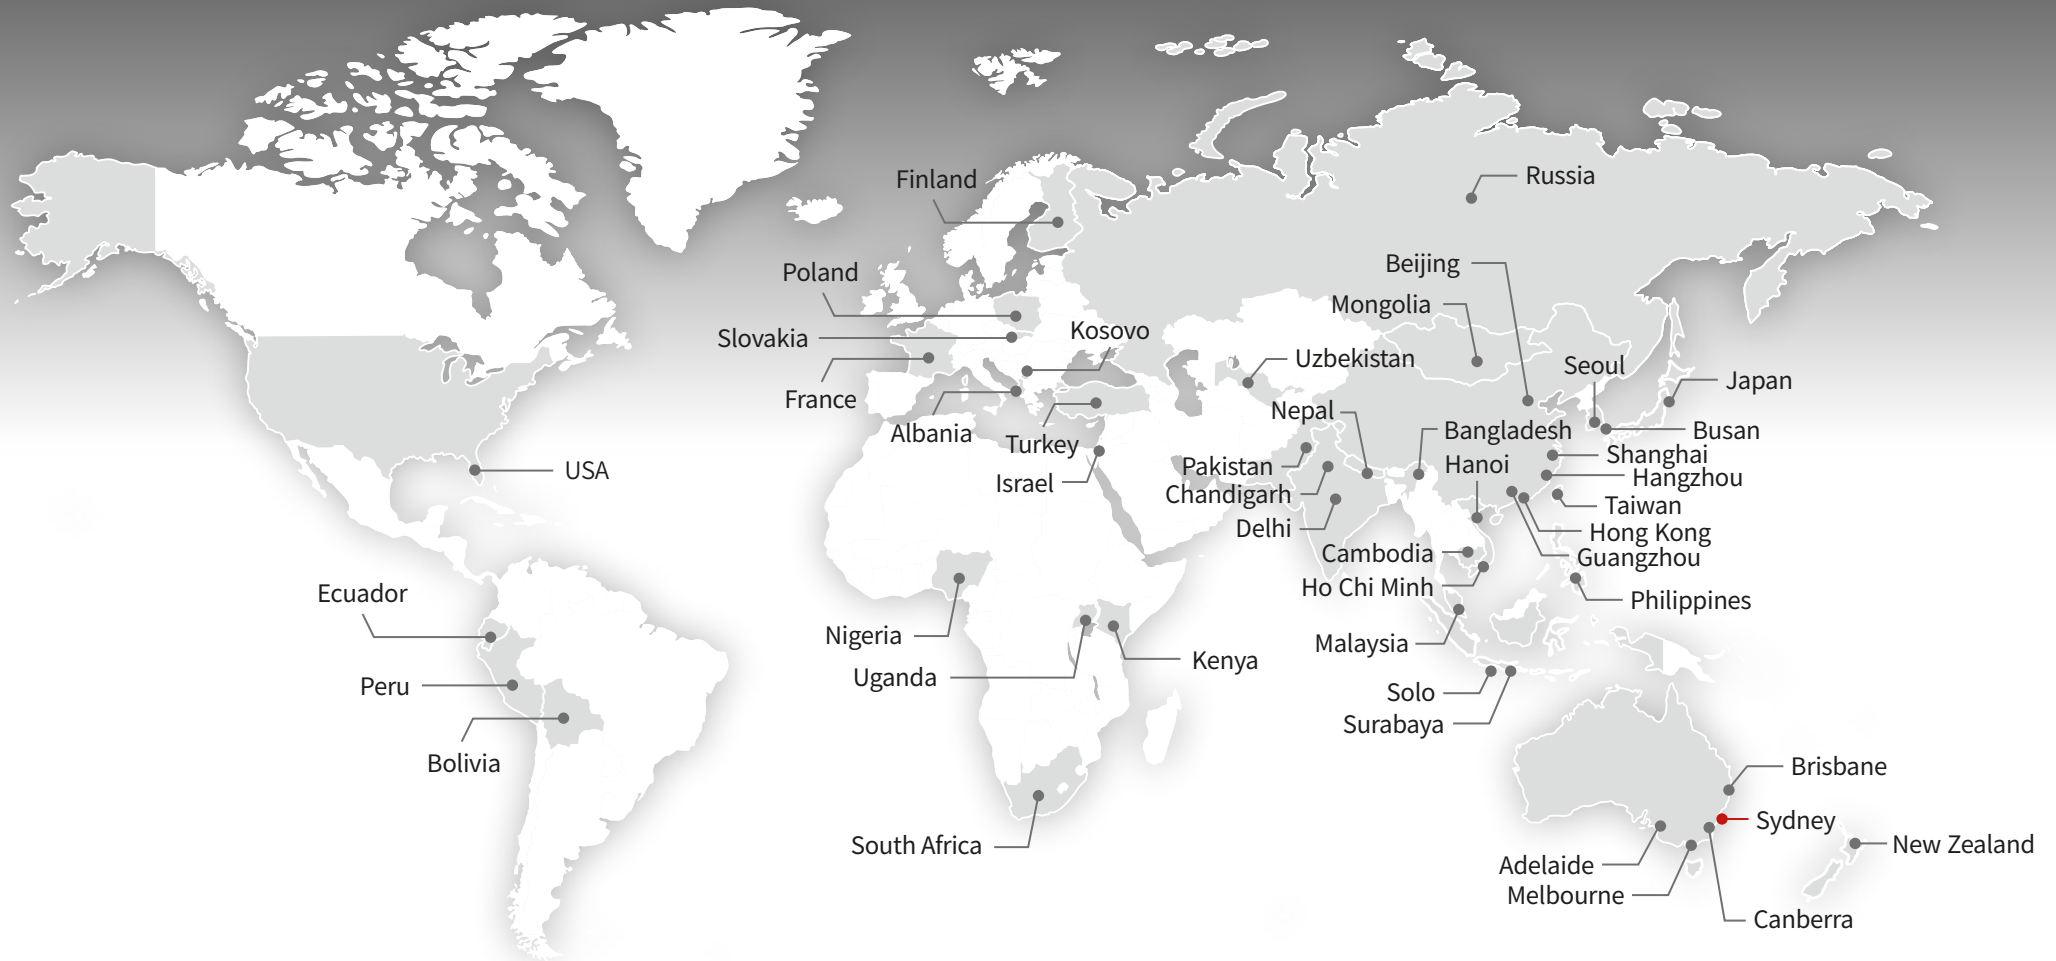 Finland
Russia
Poland
Beijing
Mongolia
Slovakia
Kosovo
Uzbekistan
Seoul
Japan
France
Nepal
Albania
Turkey
Bangladesh
Busan
Shanghai
USA
Israel
Pakistan
Hanoi
Hangzhou
Chandigarh
Taiwan
Delhi
Hong Kong
Cambodia
Guangzhou
Ecuador
Ho Chi Minh
Philippines
Nigeria
Malaysia
Uganda
Kenya
Peru
Solo
Surabaya
Bolivia
Brisbane
Sydney
South Africa
New Zealand
Adelaide
Melbourne
Canberra